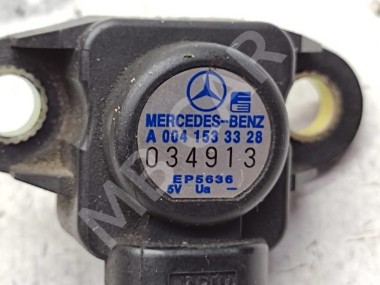 MERCEDES-BENZ
A 004 153 33 28
034913
EP5636
5V Ua −